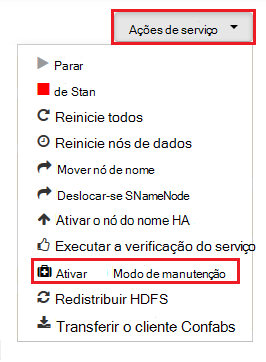 Ações de serviço
Parar
de Stan
Reinicie todos
Reinicie nós de dados
Mover nó de nome
Deslocar-se SNameNode
Ativar o nó do nome HA
Executar a verificação do serviço
Ativar Modo de manutenção
Redistribuir HDFS
Transferir o cliente Confabs